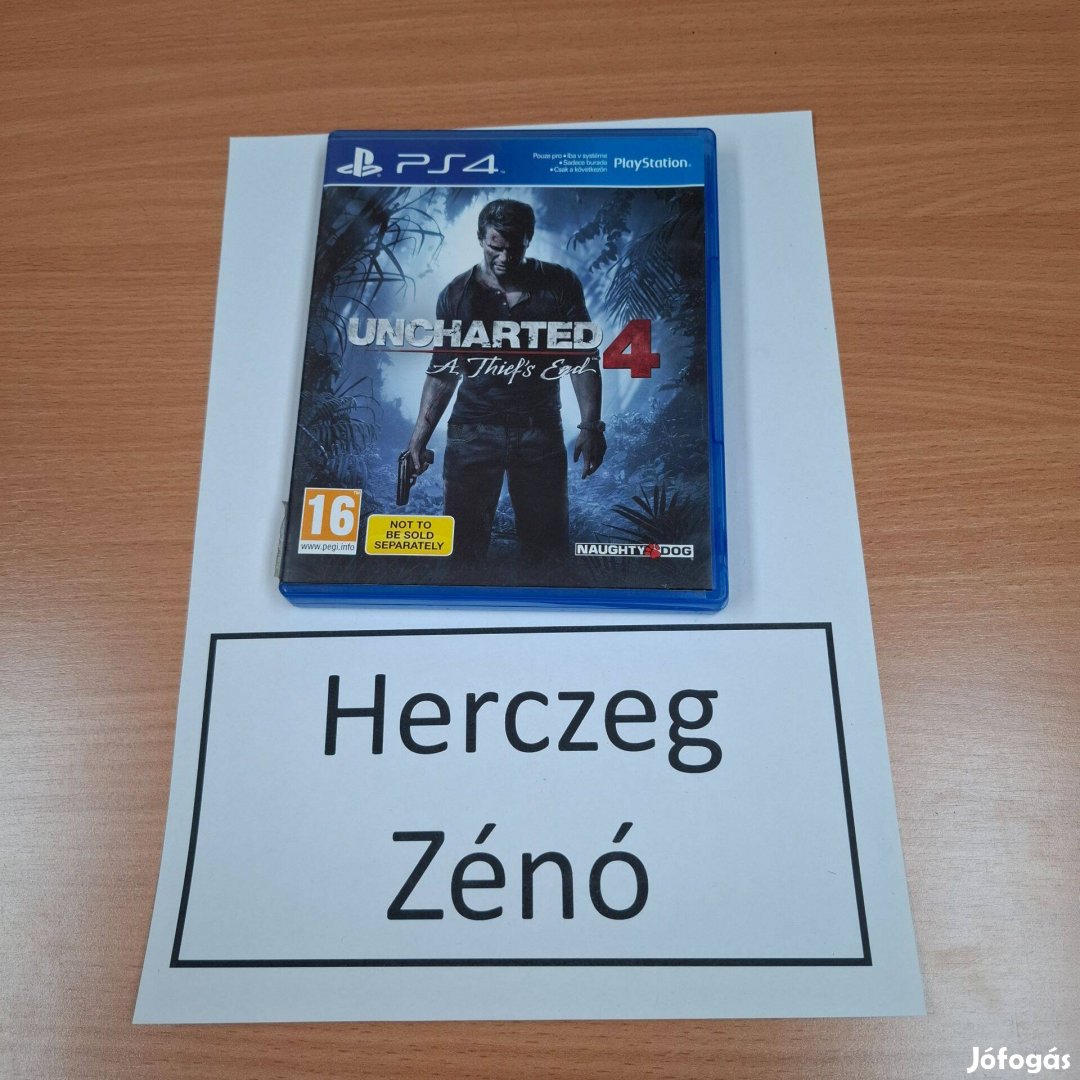 PS4
Pouze pro • Iba v systéme
• Sadece burada
• Csak a következőn
PlayStation
UNCHARTED 4
A Thief's End
16
www.pegi.info
NOT TO
BE SOLD
SEPARATELY
NAUGHTY DOG
Herczeg
Zénó
Jófogás